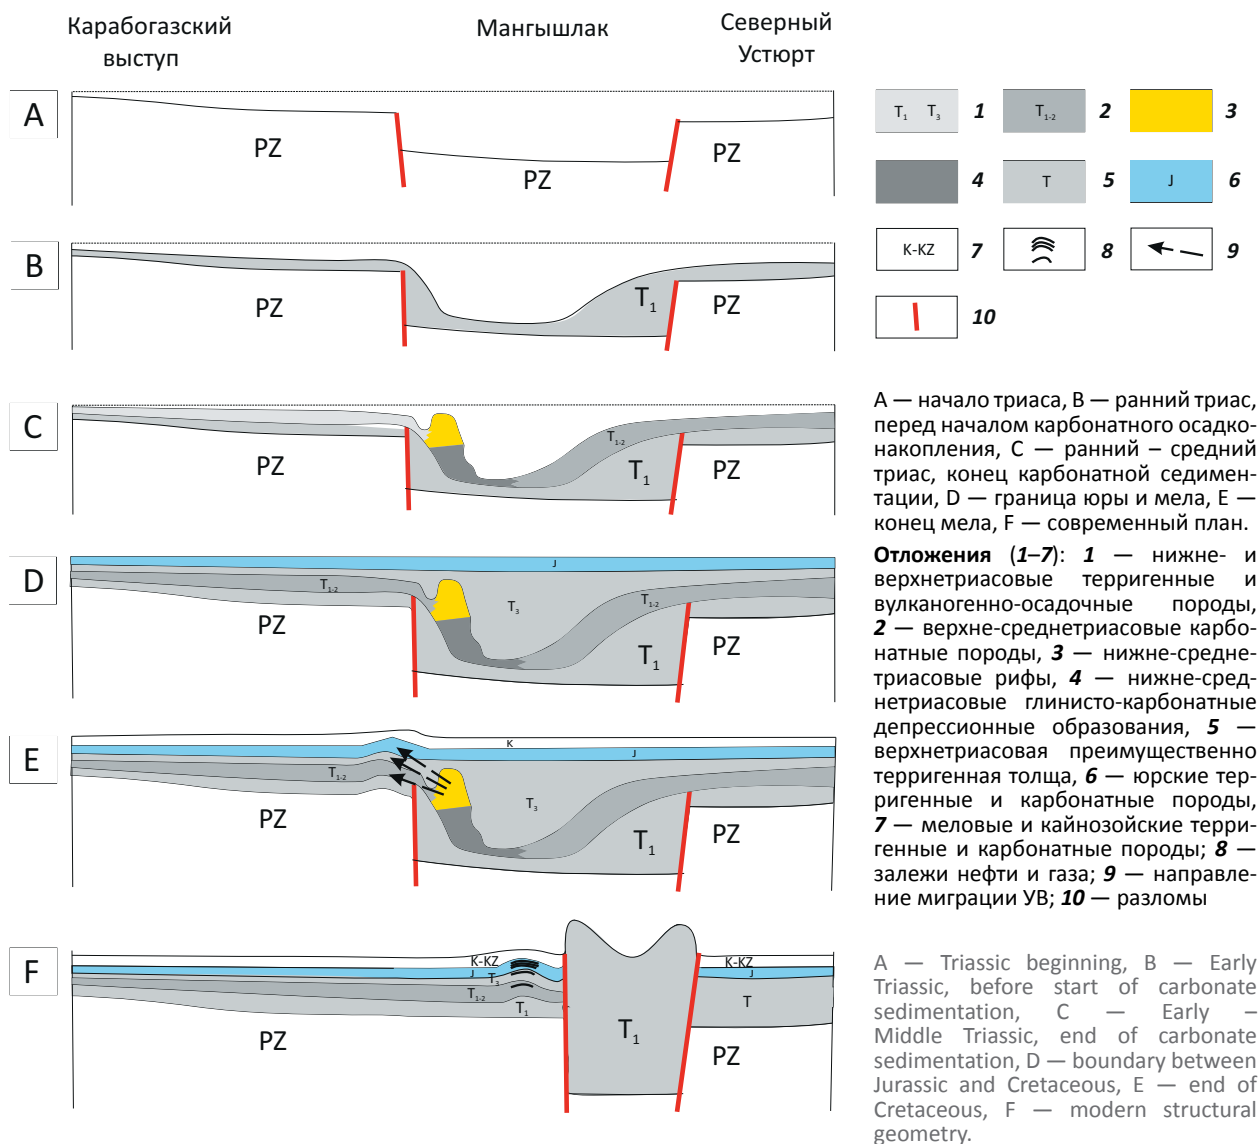 Карабогазский
выступ
Мангышлак
Северный
Устюрт
A
PZ
PZ
PZ
B
PZ
T1
PZ
C
PZ
T1-2
T1
PZ
D
J
T1-2
T3
T1-2
T1
PZ
PZ
E
K
J
T1-2
T3
T1
PZ
PZ
F
K-KZ
J
T3
T1-2
T1
PZ
T1
K-KZ
J
T
PZ
T1 T3 1
T1-2 2
3
4
T 5
J 6
K-KZ 7
8
9
10
A — начало триаса, B — ранний триас,
перед началом карбонатного осадко-
накопления, C — ранний – средний
триас, конец карбонатной седимен-
тации, D — граница юры и мела, E —
конец мела, F — современный план.
Отложения (1–7): 1 — нижне- и
верхнетриасовые терригенные и
вулканогенно-осадочные породы,
2 — верхне-среднетриасовые карбо-
натные породы, 3 — нижне-средне-
триасовые рифы, 4 — нижне-сред-
нетриасовые глинисто-карбонатные
депрессионные образования, 5 —
верхнетриасовая преимущественно
терригенная толща, 6 — юрские тер-
ригенные и карбонатные породы,
7 — меловые и кайнозойские терри-
генные и карбонатные породы; 8 —
залежи нефти и газа; 9 — направле-
ние миграции УВ; 10 — разломы
A — Triassic beginning, B — Early
Triassic, before start of carbonate
sedimentation, C — Early –
Middle Triassic, end of carbonate
sedimentation, D — boundary between
Jurassic and Cretaceous, E — end of
Cretaceous, F — modern structural
geometry.